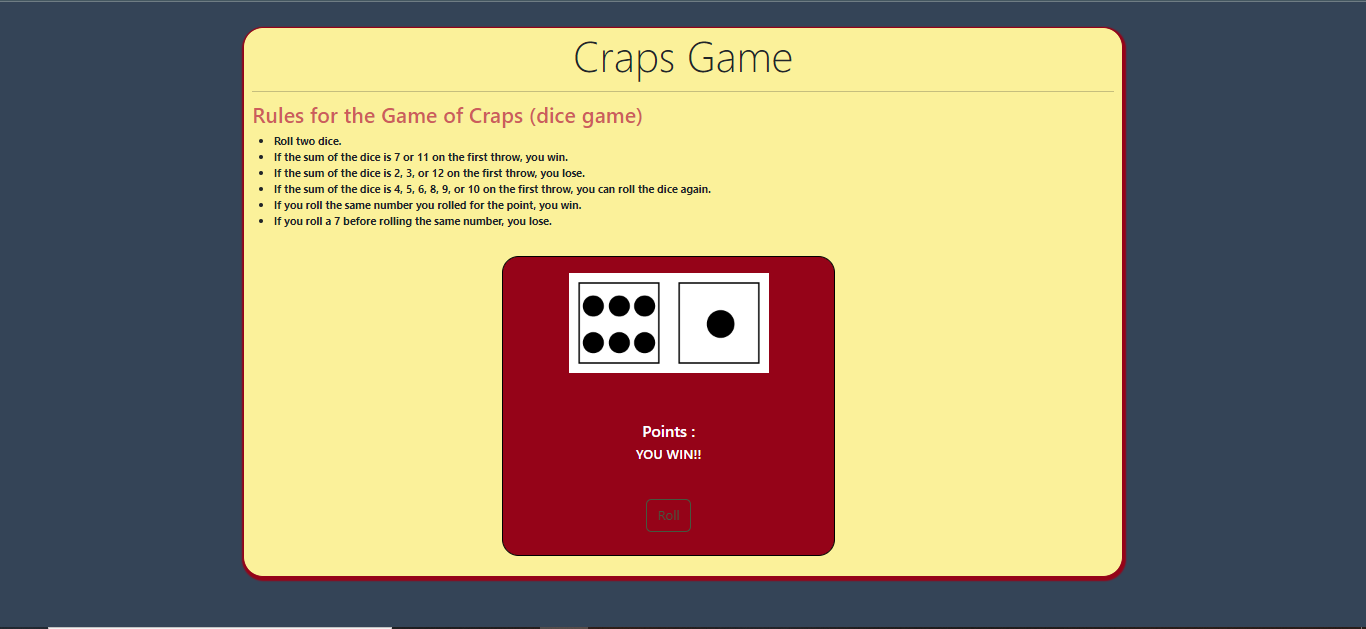 Craps Game
Rules for the Game of Craps (dice game)
Roll two dice.
If the sum of the dice is 7 or 11 on the first throw, you win.
If the sum of the dice is 2, 3, or 12 on the first throw, you lose.
If the sum of the dice is 4, 5, 6, 8, 9, or 10 on the first throw, you can roll the dice again.
If you roll the same number you rolled for the point, you win.
If you roll a 7 before rolling the same number, you lose.
Points :
YOU WIN!!
Roll